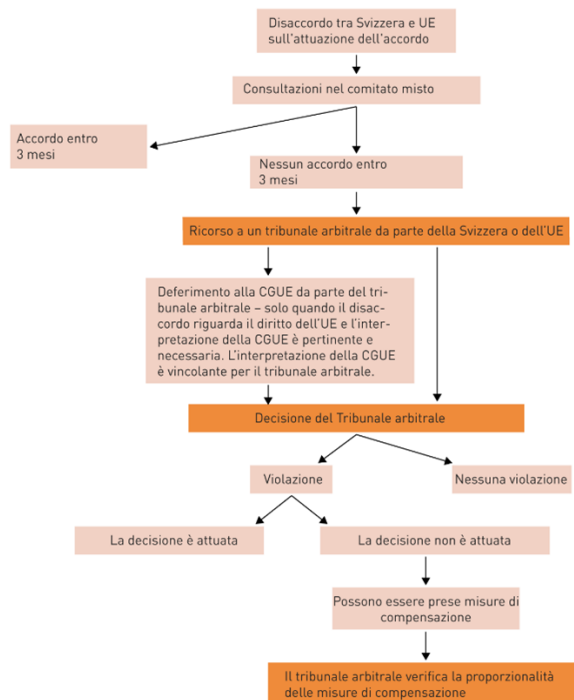 Disaccordo tra Svizzera e UE
sull'attuazione dell'accordo
Consultazioni nel comitato misto
Accordo entro
3 mesi
Nessun accordo entro
3 mesi
Ricorso a un tribunale arbitrale da parte della Svizzera o dell'UE
Deferimento alla CGUE da parte del tri-
bunale arbitrale – solo quando il disac-
cordo riguarda il diritto dell'UE e l'inter-
pretazione della CGUE è pertinente e
necessaria. L'interpretazione della CGUE
è vincolante per il tribunale arbitrale.
Decisione del Tribunale arbitrale
Violazione
Nessuna violazione
La decisione è attuata
La decisione non è attuata
Possono essere prese misure di
compensazione
Il tribunale arbitrale verifica la proporzionalità
delle misure di compensazione